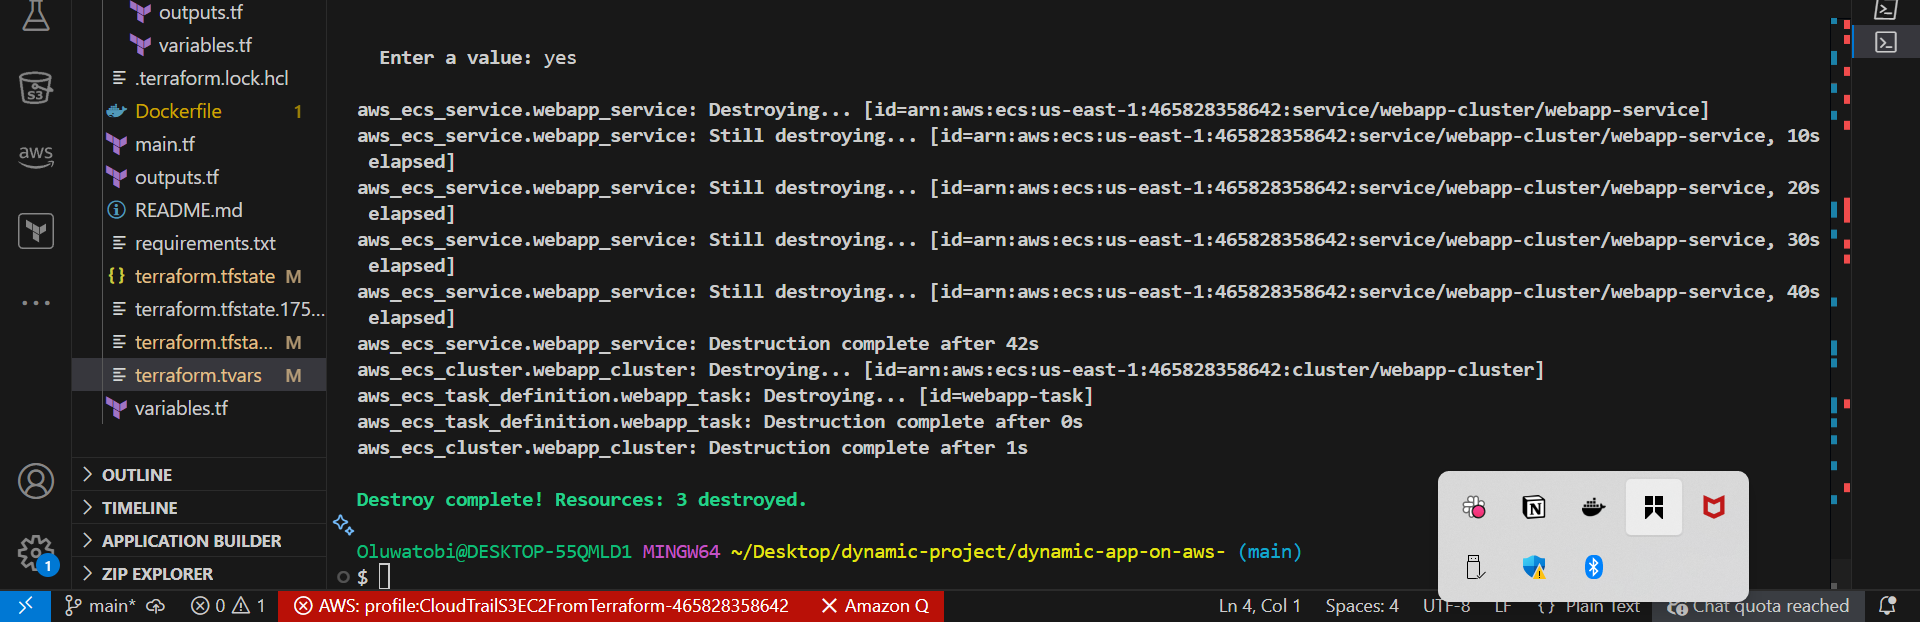 outputs.tf
variables.tf
.terraform.lock.hcl
Dockerfile 1
main.tf
outputs.tf
README.md
requirements.txt
terraform.tfstate M
terraform.tfstate.175...
terraform.tfsta... M
terraform.tvars M
variables.tf
OUTLINE
TIMELINE
APPLICATION BUILDER
ZIP EXPLORER
S3
aws
1
Enter a value: yes
aws_ecs_service.webapp_service: Destroying... [id=arn:aws:ecs:us-east-1:465828358642:service/webapp-cluster/webapp-service]
aws_ecs_service.webapp_service: Still destroying... [id=arn:aws:ecs:us-east-1:465828358642:service/webapp-cluster/webapp-service, 10s
elapsed]
aws_ecs_service.webapp_service: Still destroying... [id=arn:aws:ecs:us-east-1:465828358642:service/webapp-cluster/webapp-service, 20s
elapsed]
aws_ecs_service.webapp_service: Still destroying... [id=arn:aws:ecs:us-east-1:465828358642:service/webapp-cluster/webapp-service, 30s
elapsed]
aws_ecs_service.webapp_service: Still destroying... [id=arn:aws:ecs:us-east-1:465828358642:service/webapp-cluster/webapp-service, 40s
elapsed]
aws_ecs_service.webapp_service: Destruction complete after 42s
aws_ecs_cluster.webapp_cluster: Destroying... [id=arn:aws:ecs:us-east-1:465828358642:cluster/webapp-cluster]
aws_ecs_task_definition.webapp_task: Destroying... [id=webapp-task]
aws_ecs_task_definition.webapp_task: Destruction complete after 0s
aws_ecs_cluster.webapp_cluster: Destruction complete after 1s
Destroy complete! Resources: 3 destroyed.
Oluwatobi@DESKTOP-55QMLD1 MINGW64 ~/Desktop/dynamic-project/dynamic-app-on-aws- (main)
$
main* 0 1 AWS: profile:CloudTrailS3EC2FromTerraform-465828358642 Amazon Q Ln 4, Col 1 Spaces: 4 UTF-8 LF {} Plain Text Chat quota reached